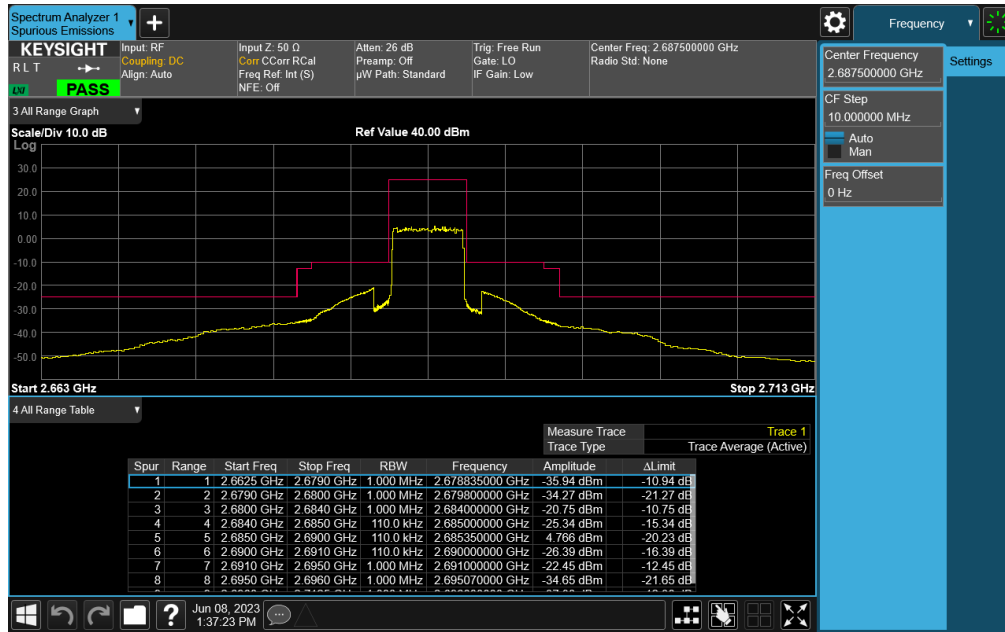 Spectrum Analyzer 1
Spurious Emissions
Frequency
KEYSIGHT
R L T
LXI
PASS
Input: RF
Coupling: DC
Align: Auto
Input Z: 50 Ω
Corr CCorr RCal
Freq Ref: Int (S)
NFE: Off
Atten: 26 dB
Preamp: Off
µW Path: Standard
Trig: Free Run
Gate: LO
IF Gain: Low
Center Freq: 2.687500000 GHz
Radio Std: None
Center Frequency
2.687500000 GHz
Settings
CF Step
10.000000 MHz
Auto
Man
Freq Offset
0 Hz
3 All Range Graph
Scale/Div 10.0 dB
Ref Value 40.00 dBm
Log
30.0
20.0
10.0
0.00
-10.0
-20.0
-30.0
-40.0
-50.0
Start 2.663 GHz
Stop 2.713 GHz
4 All Range Table
Measure Trace Trace 1
Trace Type Trace Average (Active)
Spur Range Start Freq Stop Freq RBW Frequency Amplitude ΔLimit
1 1 2.6625 GHz 2.6790 GHz 1.000 MHz 2.678835000 GHz -35.94 dBm -10.94 dB
2 2 2.6790 GHz 2.6800 GHz 1.000 MHz 2.679800000 GHz -34.27 dBm -21.27 dB
3 3 2.6800 GHz 2.6840 GHz 1.000 MHz 2.684000000 GHz -20.75 dBm -10.75 dB
4 4 2.6840 GHz 2.6850 GHz 110.0 kHz 2.685000000 GHz -25.34 dBm -15.34 dB
5 5 2.6850 GHz 2.6900 GHz 110.0 kHz 2.685350000 GHz 4.766 dBm -20.23 dB
6 6 2.6900 GHz 2.6910 GHz 110.0 kHz 2.690000000 GHz -26.39 dBm -16.39 dB
7 7 2.6910 GHz 2.6950 GHz 1.000 MHz 2.691000000 GHz -22.45 dBm -12.45 dB
8 8 2.6950 GHz 2.6960 GHz 1.000 MHz 2.695070000 GHz -34.65 dBm -21.65 dB
Jun 08, 2023
1:37:23 PM